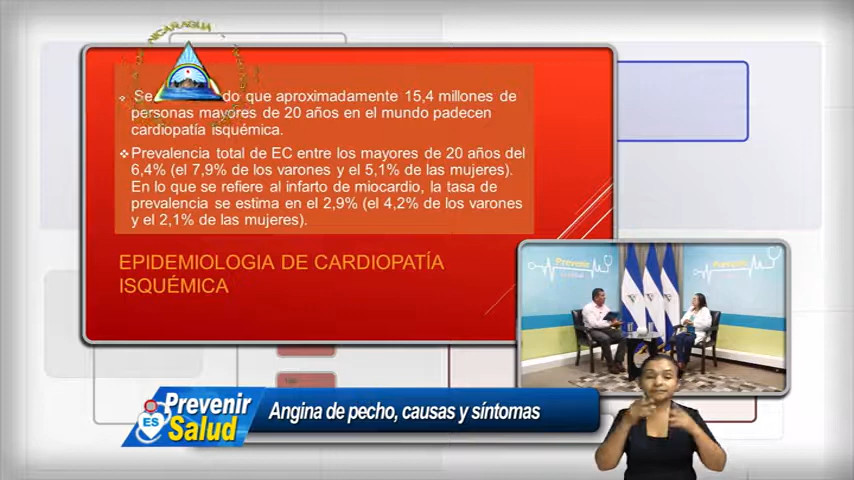 DE NICARAGUA
Se do que aproximadamente 15,4 millones de
personas mayores de 20 años en el mundo padecen
cardiopatía isquémica.
Prevalencia total de EC entre los mayores de 20 años del
6,4% (el 7,9% de los varones y el 5,1% de las mujeres).
En lo que se refiere al infarto de miocardio, la tasa de
prevalencia se estima en el 2,9% (el 4,2% de los varones
y el 2,1% de las mujeres).
EPIDEMIOLOGIA DE CARDIOPATÍA
ISQUÉMICA
Prevenir
Prevenir
Prevenir
ES Salud
Angina de pecho, causas y síntomas